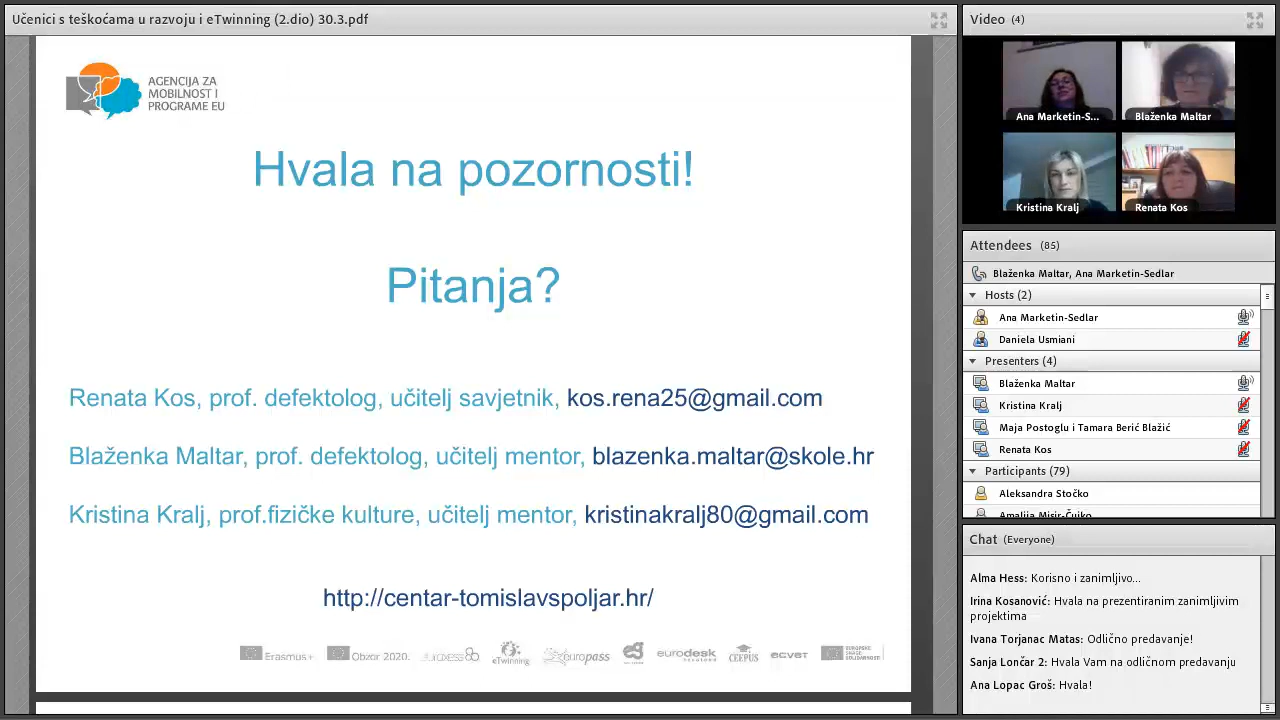 Učenici s teškoćama u razvoju i eTwinning (2.dio) 30.3.pdf
AGENCIJA ZA
MOBILNOST I
PROGRAME EU
Hvala na pozornosti!
Pitanja?
Renata Kos, prof. defektolog, učitelj savjetnik, kos.rena25@gmail.com
Blaženka Maltar, prof. defektolog, učitelj mentor, blazenka.maltar@skole.hr
Kristina Kralj, prof.fizičke kulture, učitelj mentor, kristinakralj80@gmail.com
http://centar-tomislavspoljar.hr/
Erasmus+
Obzor 2020.
eTwinning
europass
eurodesk
CEEPUS
ECVET
Video (4)
Ana Marketin-S...
Blaženka Maltar
Kristina Kralj
Renata Kos
Attendees (85)
Blaženka Maltar, Ana Marketin-Sedlar
Hosts (2)
Ana Marketin-Sedlar
Daniela Usmiani
Presenters (4)
Blaženka Maltar
Kristina Kralj
Maja Postoglu i Tamara Berić Blažić
Renata Kos
Participants (79)
Aleksandra Stočko
Chat (Everyone)
Alma Hess: Korisno i zanimljivo...
Irina Kosanović: Hvala na prezentiranim zanimljivim
projektima
Ivana Torjanac Matas: Odlično predavanje!
Sanja Lončar 2: Hvala Vam na odličnom predavanju
Ana Lopac Groš: Hvala!